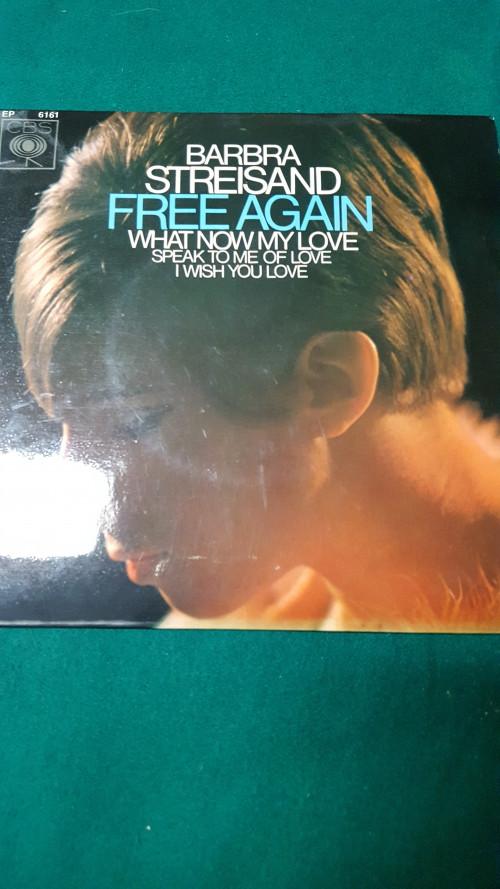 EP 6161
CBS
BARBRA
STREISAND
FREE AGAIN
WHAT NOW MY LOVE
SPEAK TO ME OF LOVE
I WISH YOU LOVE